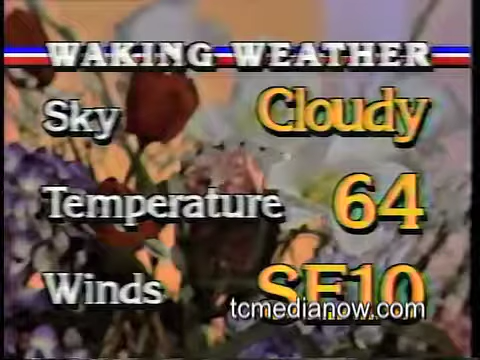 WAKING WEATHER
Sky Cloudy
Temperature 64
Winds SE10
tcmedianow.com